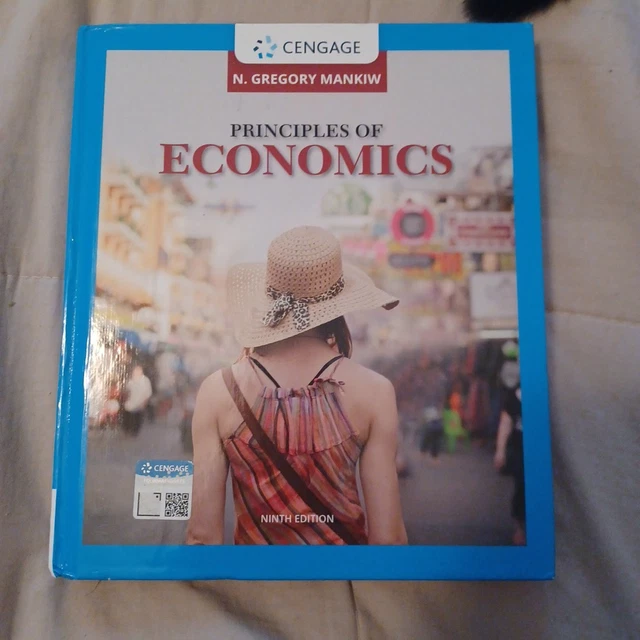 CENGAGE
N. GREGORY MANKIW
PRINCIPLES OF
ECONOMICS
CENGAGE
NINTH EDITION